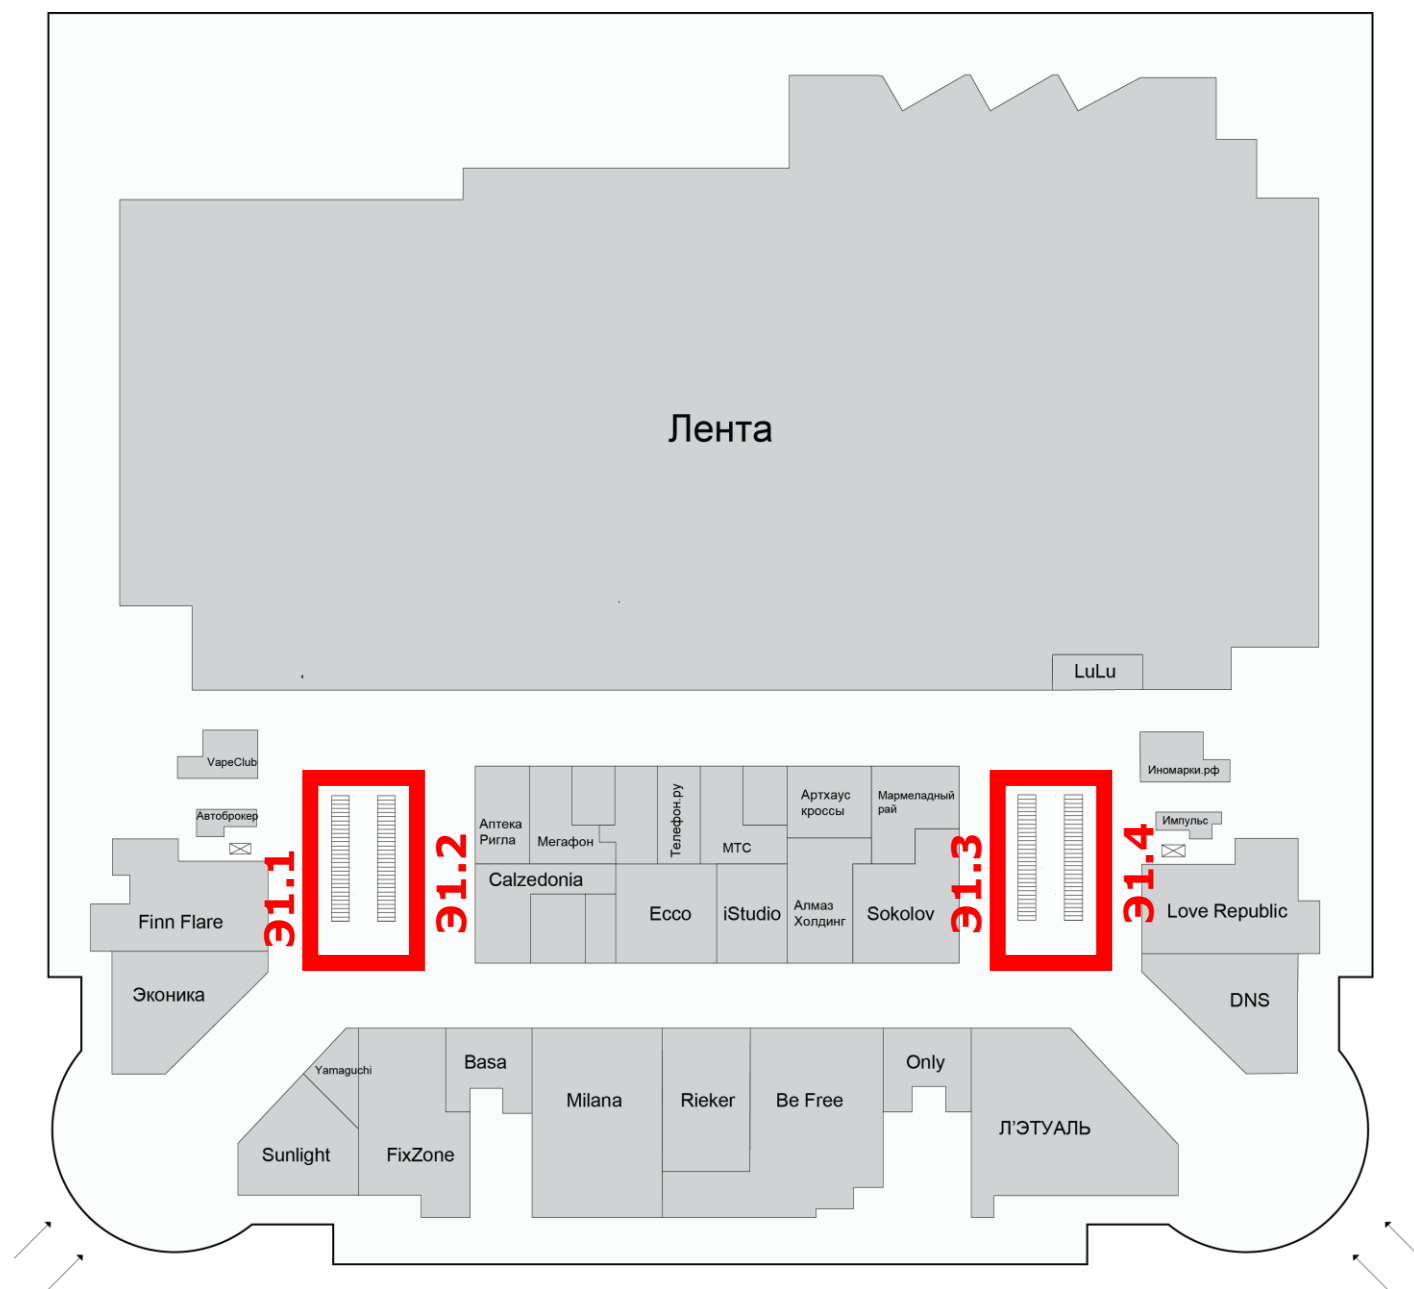 Лента
LuLu
VapeClub
Иномарки.рф
Автоброкер
Импульс
Аптека
Ригла
Мегафон
Телефон.ру
МТС
Артхаус
кроссы
Мармеладный
рай
Э1.1
Э1.2
Э1.3
Э1.4
Calzedonia
Ecco
iStudio
Алмаз
Холдинг
Sokolov
Finn Flare
Love Republic
Эконика
DNS
Yamaguchi
Basa
Only
Milana
Rieker
Be Free
Л'ЭТУАЛЬ
Sunlight
FixZone